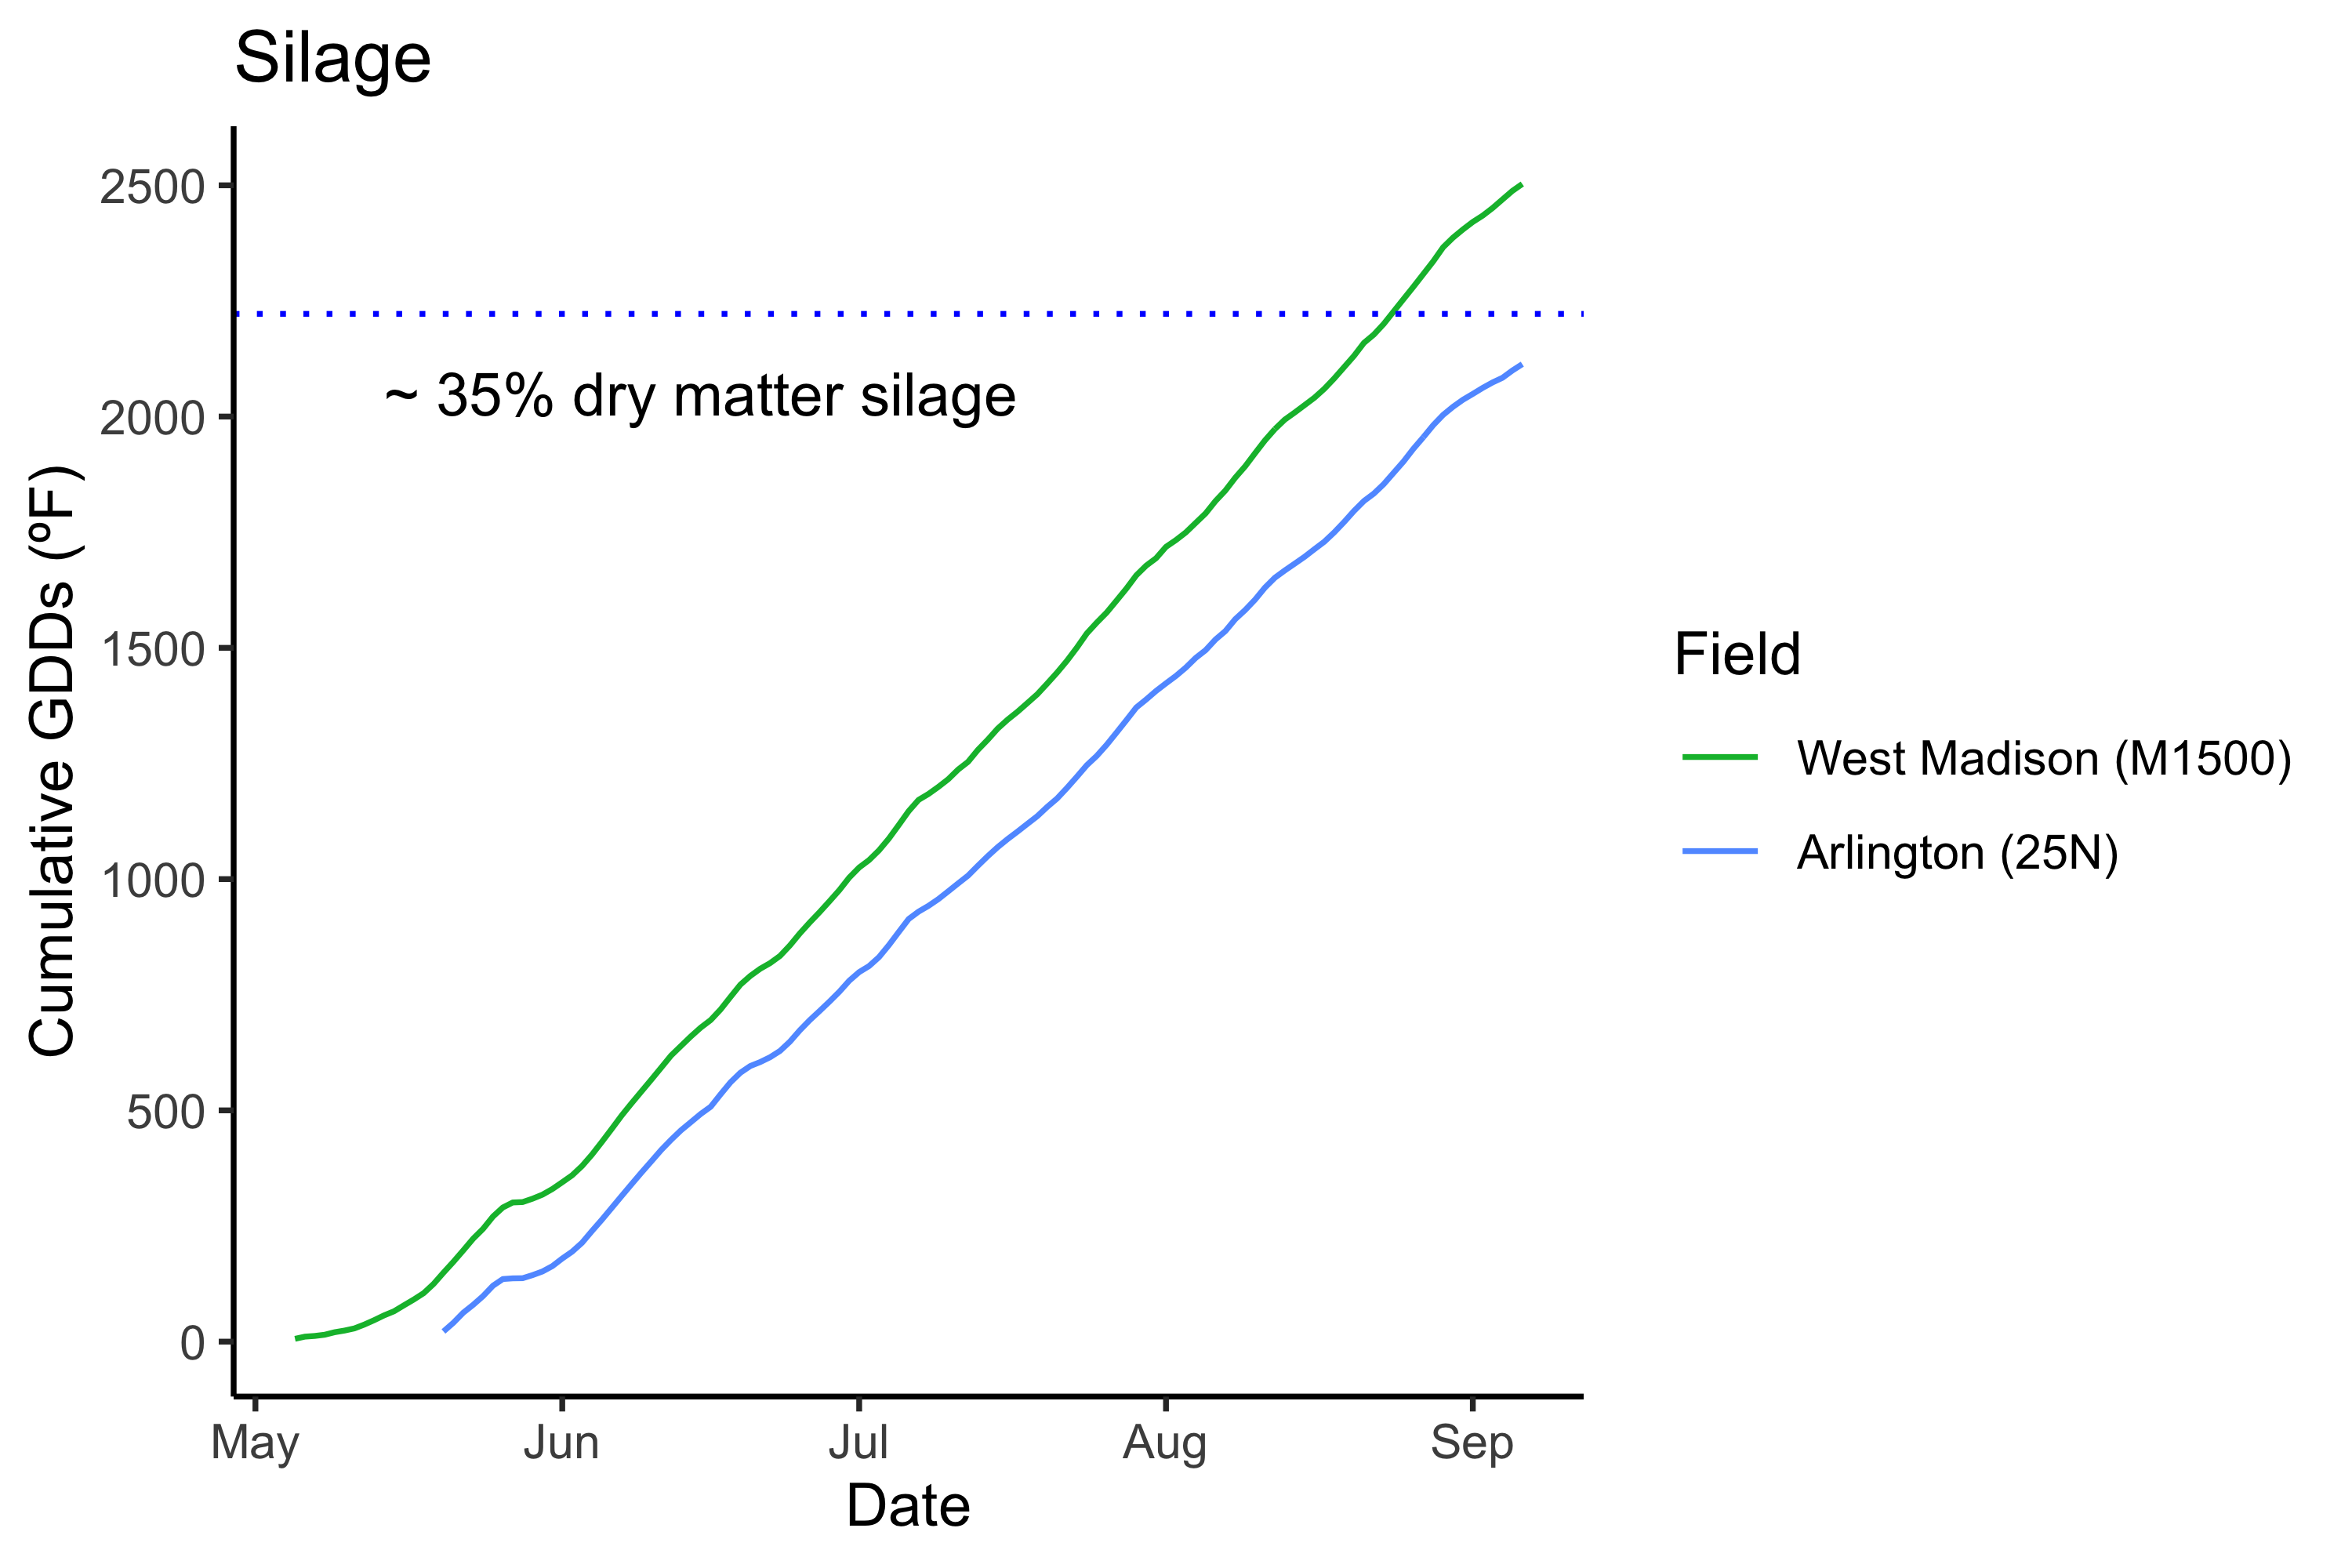 Silage
2500
2000
1500
1000
500
0
Cumulative GDDs (ºF)
~ 35% dry matter silage
May
Jun
Jul
Aug
Sep
Date
Field
West Madison (M1500)
Arlington (25N)